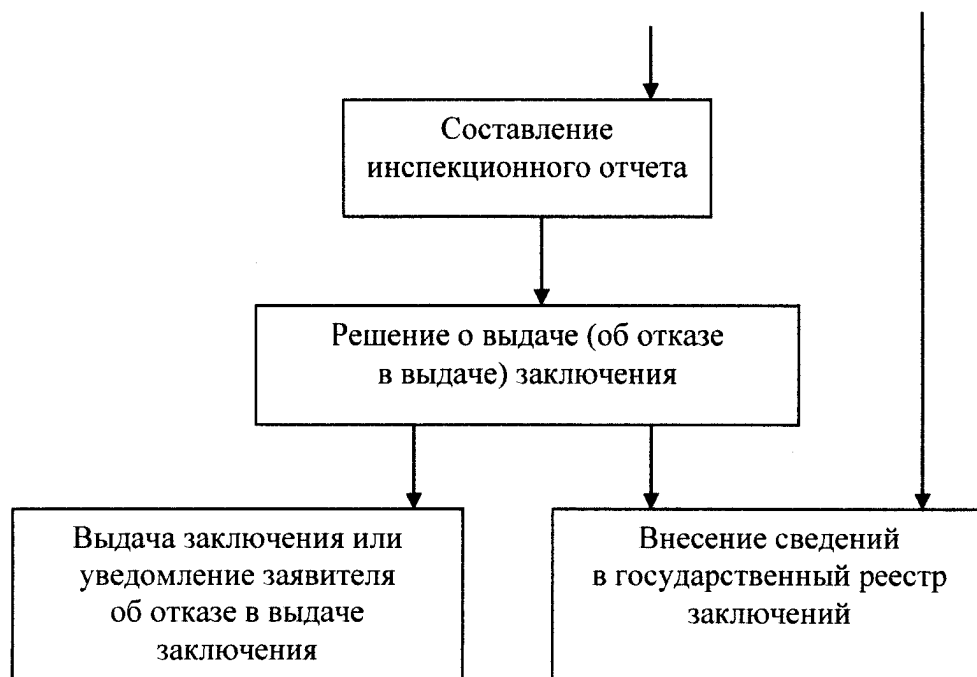 Составление
инспекционного отчета
Решение о выдаче (об отказе
в выдаче) заключения
Выдача заключения или
уведомление заявителя
об отказе в выдаче
заключения
Внесение сведений
в государственный реестр
заключений